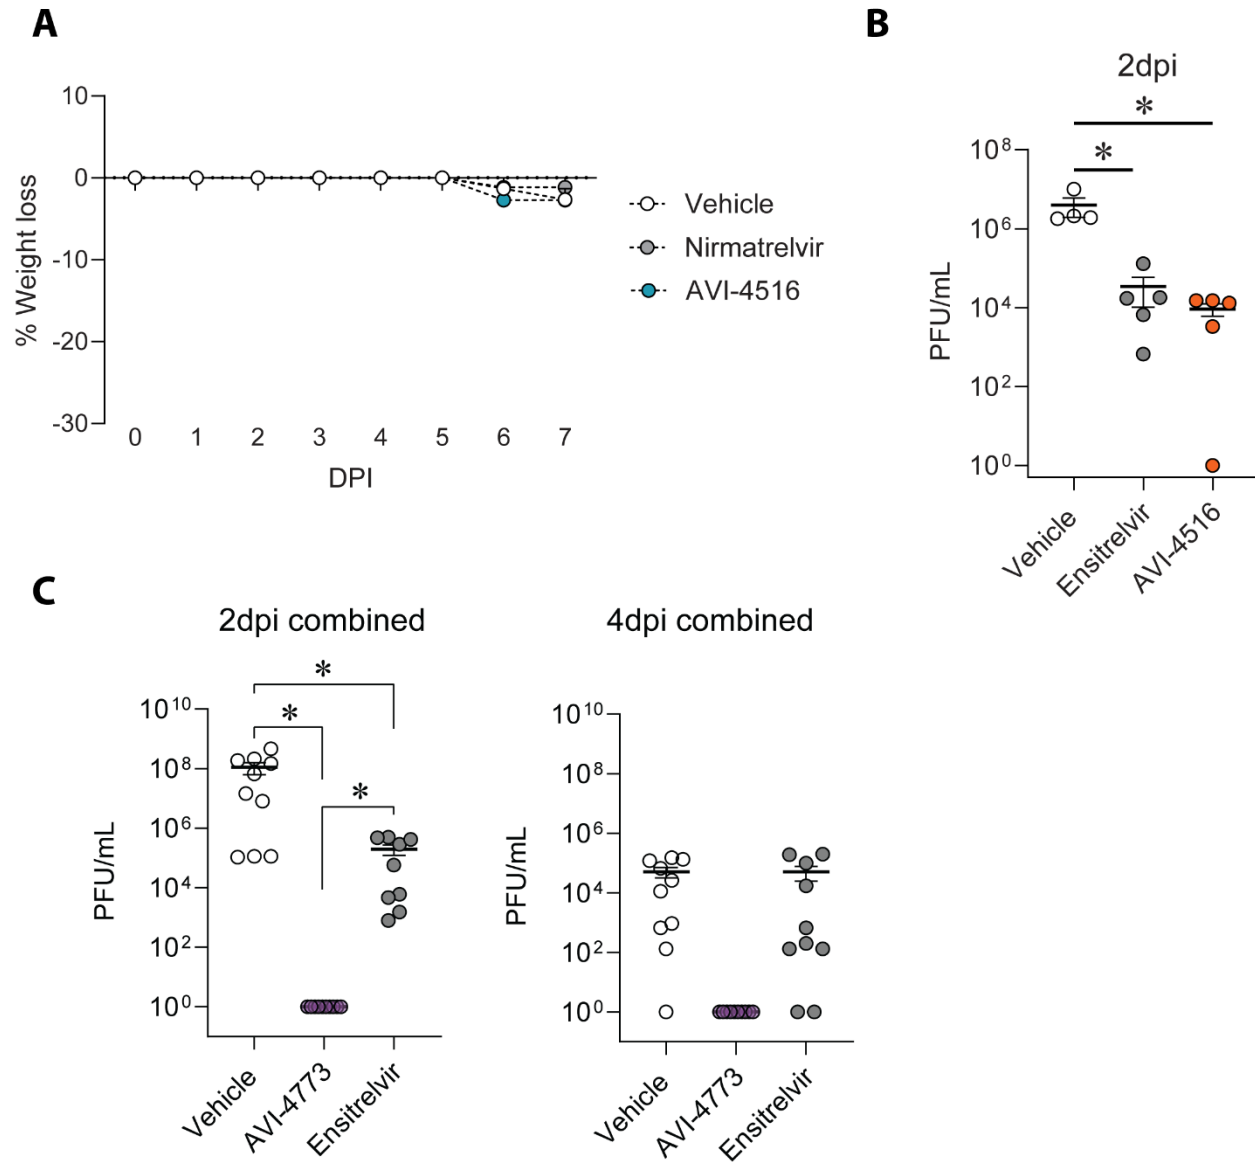 A
10
0
-10
-20
-30
% Weight loss
0 1 2 3 4 5 6 7
DPI
Vehicle
Nirmatrelvir
AVI-4516
B
2dpi
*
*
10⁸
10⁶
10⁴
10²
10⁰
PFU/mL
Vehicle
Ensitrelvir
AVI-4516
C
2dpi combined
*
*
*
10¹⁰
10⁸
10⁶
10⁴
10²
10⁰
PFU/mL
Vehicle
AVI-4773
Ensitrelvir
4dpi combined
10¹⁰
10⁸
10⁶
10⁴
10²
10⁰
PFU/mL
Vehicle
AVI-4773
Ensitrelvir